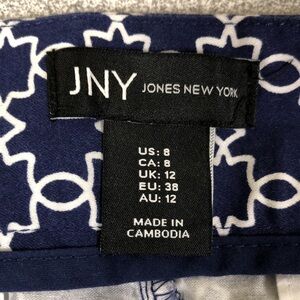 JNY JONES NEW YORK
US: 8
CA: 8
UK: 12
EU: 38
AU: 12
MADE IN
CAMBODIA